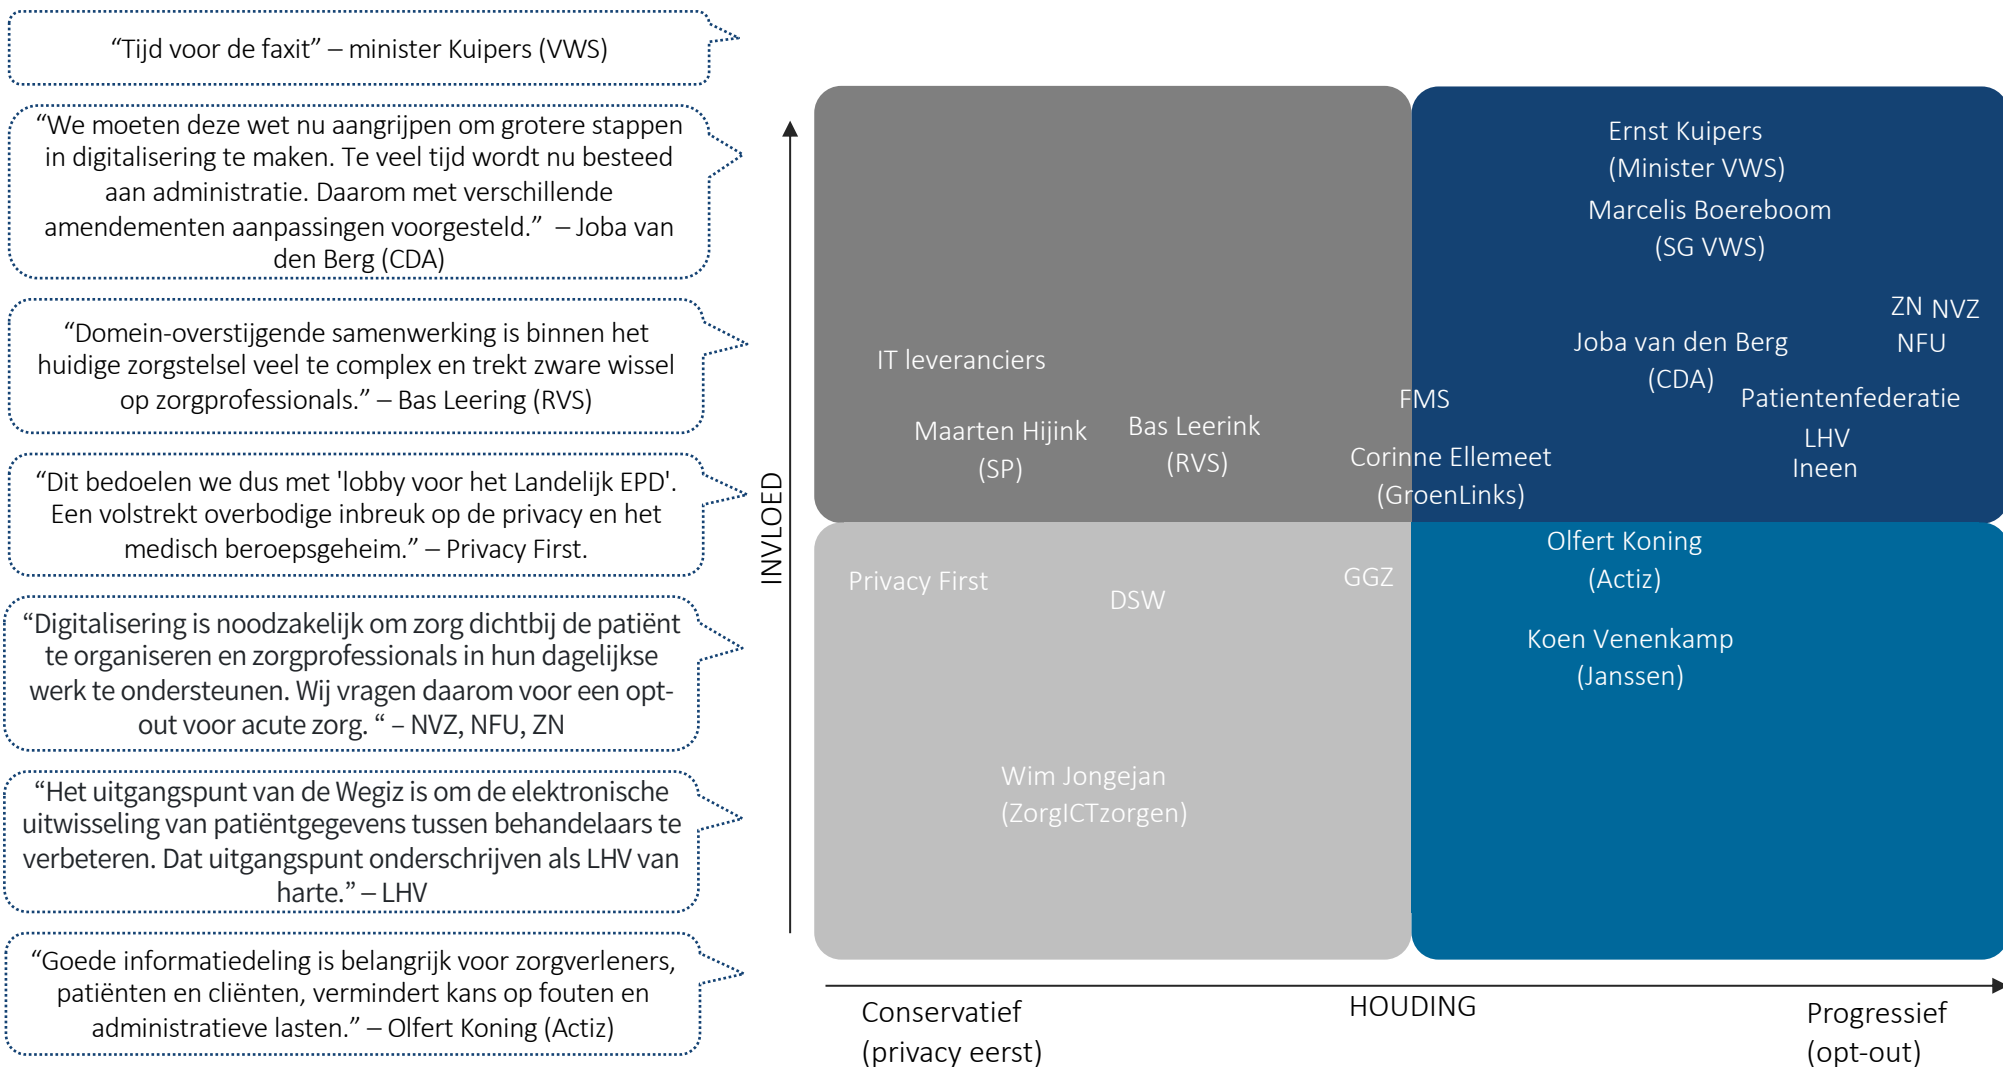 “Tijd voor de faxit” – minister Kuipers (VWS)
“We moeten deze wet nu aangrijpen om grotere stappen
in digitalisering te maken. Te veel tijd wordt nu besteed
aan administratie. Daarom met verschillende
amendementen aanpassingen voorgesteld.” – Joba van
den Berg (CDA)
“Domein-overstijgende samenwerking is binnen het
huidige zorgstelsel veel te complex en trekt zware wissel
op zorgprofessionals.” – Bas Leering (RVS)
“Dit bedoelen we dus met 'lobby voor het Landelijk EPD'.
Een volstrekt overbodige inbreuk op de privacy en het
medisch beroepsgeheim.” – Privacy First.
“Digitalisering is noodzakelijk om zorg dichtbij de patiënt
te organiseren en zorgprofessionals in hun dagelijkse
werk te ondersteunen. Wij vragen daarom voor een opt-
out voor acute zorg. “ – NVZ, NFU, ZN
“Het uitgangspunt van de Wegiz is om de elektronische
uitwisseling van patiëntgegevens tussen behandelaars te
verbeteren. Dat uitgangspunt onderschrijven als LHV van
harte.” – LHV
“Goede informatiedeling is belangrijk voor zorgverleners,
patiënten en cliënten, vermindert kans op fouten en
administratieve lasten.” – Olfert Koning (Actiz)
INVLOED
IT leveranciers
Maarten Hijink
(SP)
Bas Leerink
(RVS)
Ernst Kuipers
(Minister VWS)
Marcelis Boereboom
(SG VWS)
ZN NVZ
NFU
Joba van den Berg
(CDA)
FMS
Patientenfederatie
LHV
Ineen
Corinne Ellemeet
(GroenLinks)
Privacy First
DSW
GGZ
Wim Jongejan
(ZorgICTzorgen)
Olfert Koning
(Actiz)
Koen Venenkamp
(Janssen)
Conservatief
(privacy eerst)
HOUDING
Progressief
(opt-out)